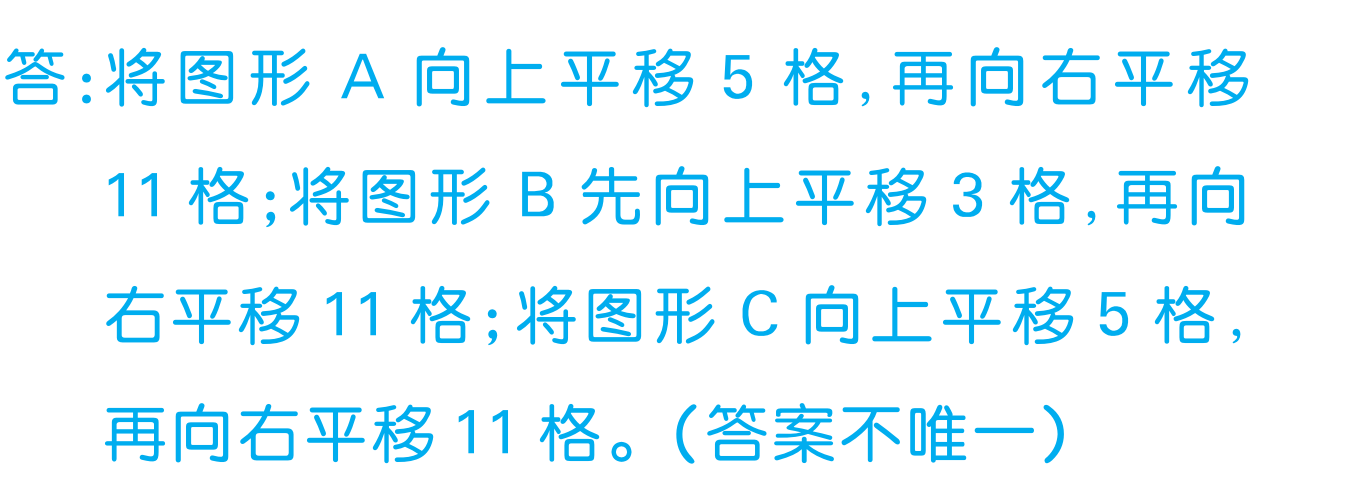 答:将图形 A 向上平移 5 格,再向右平移
11 格;将图形 B 先向上平移 3 格,再向
右平移 11 格;将图形 C 向上平移 5 格,
再向右平移 11 格。(答案不唯一)